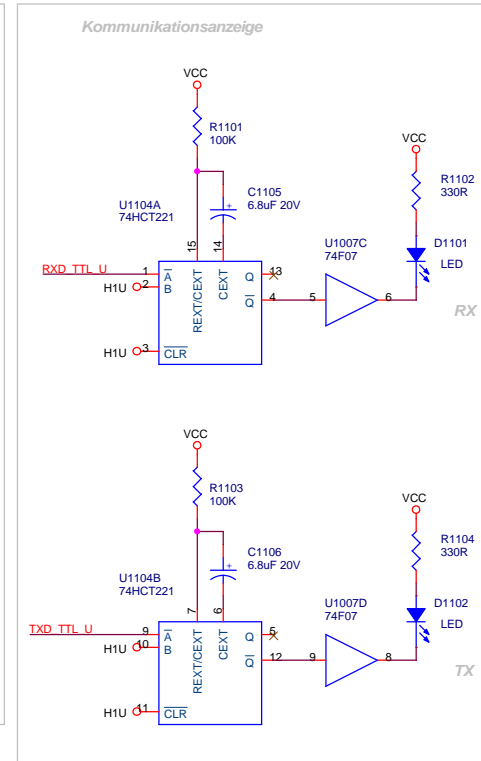 Kommunikationsanzeige
VCC
R1101
100K
VCC
R1102
330R
C1105
6.8uF 20V
U1104A
74HCT221
U1007C
74F07
D1101
LED
15
14
RXD_TTL_U
1
A
REXT/CEXT
CEXT
Q
13
H1U
2
B
Q
4
5
6
RX
H1U
3
CLR
VCC
R1103
100K
VCC
R1104
330R
C1106
6.8uF 20V
U1104B
74HCT221
U1007D
74F07
D1102
LED
7
6
TXD_TTL_U
9
A
REXT/CEXT
CEXT
Q
5
H1U
10
B
Q
12
9
8
TX
H1U
11
CLR